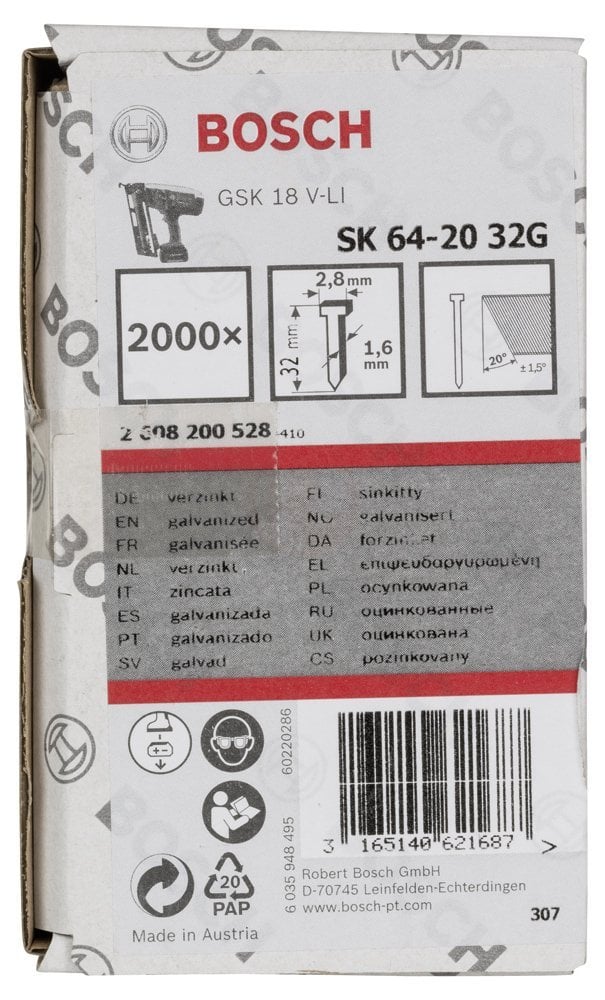 BOSCH
GSK 18 V-LI
SK 64-20 32G
2000×
2,8 mm
32 mm
1,6 mm
20°
± 1,5°
2 608 200 528 -410
DE verzinkt
EN galvanized
FR galvanisée
NL verzinkt
IT zincata
ES galvanizada
PT galvanizado
SV galvad
FI sinkitty
NO galvanisert
DA forzinket
EL επιψευδαργυρωμένη
PL ocynkowana
RU оцинкованные
UK оцинкована
CS pozinkovaný
60220286
6 035 948 495
3 165140 621687 >
20
PAP
Made in Austria
Robert Bosch GmbH
D-70745 Leinfelden-Echterdingen
www.bosch-pt.com
307